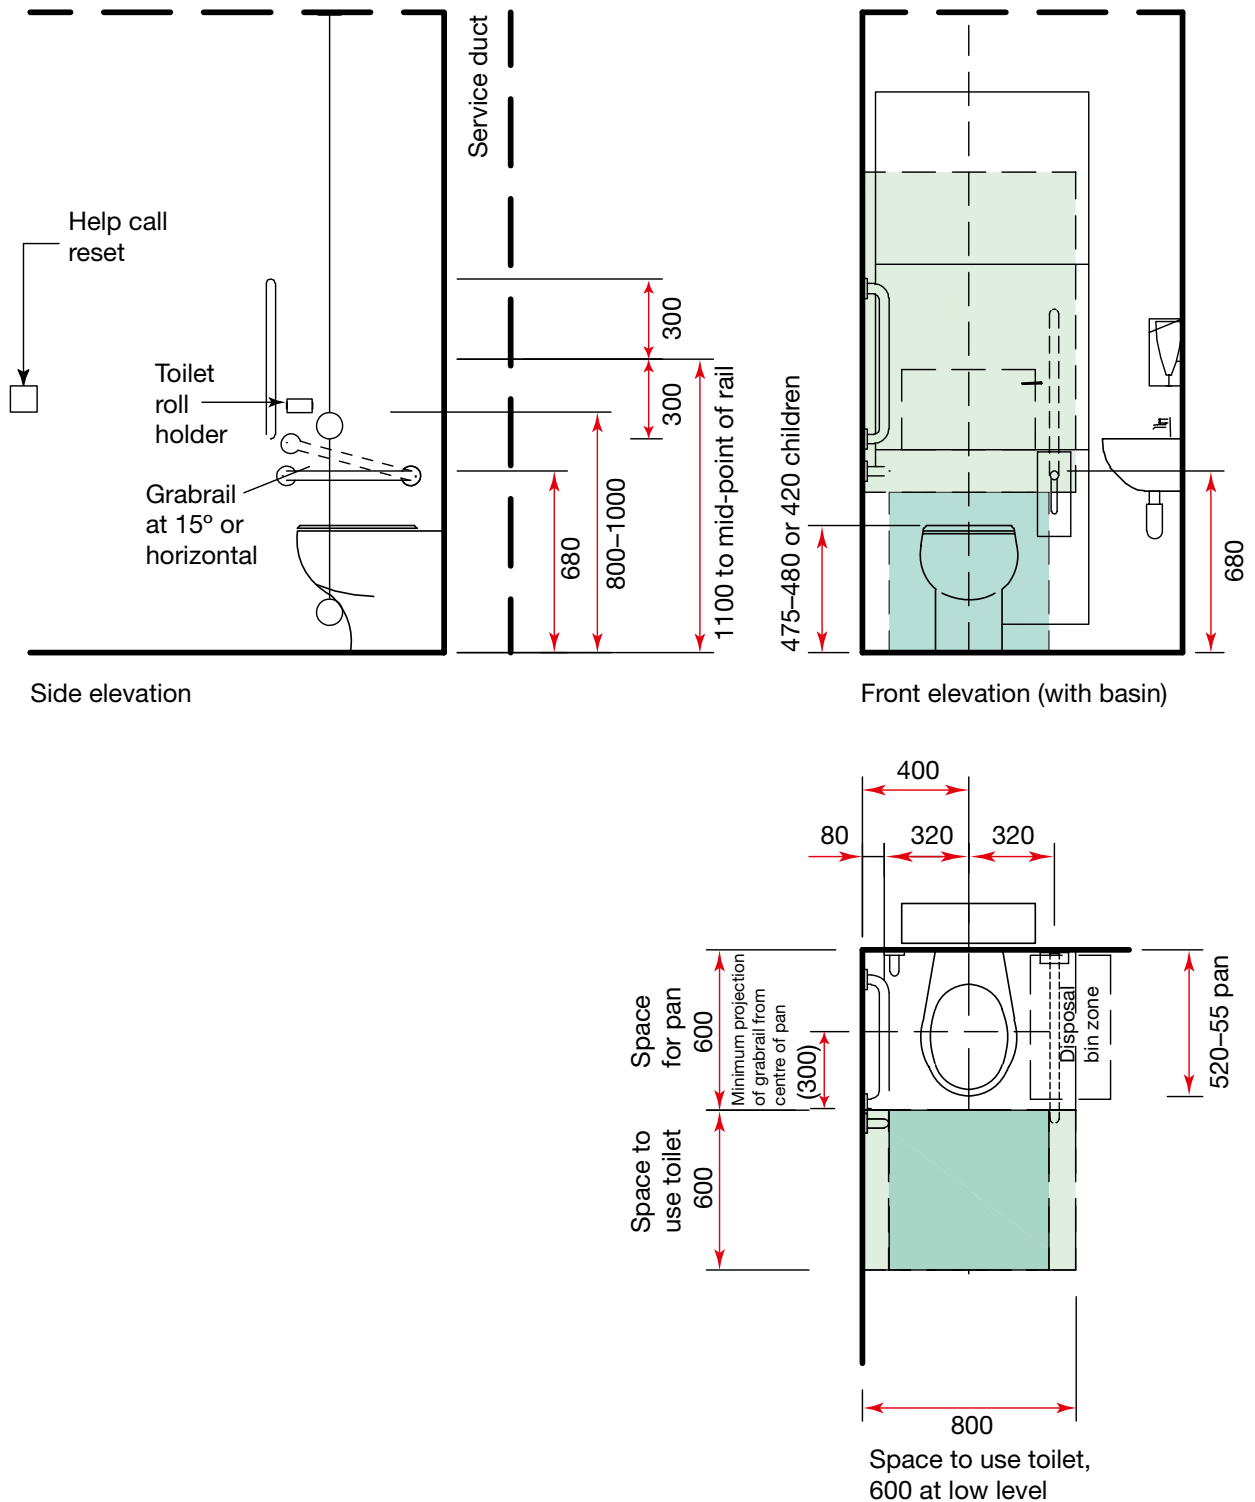 Service duct
Help call
reset
Toilet
roll
holder
Grabrail
at 15º or
horizontal
300
300
680
800–1000
1100 to mid-point of rail
Side elevation
475–480 or 420 children
680
Front elevation (with basin)
400
80
320
320
Space
for pan
600
Minimum projection
of grabrail from
centre of pan
(300)
Disposal
bin zone
520–55 pan
Space to
use toilet
600
800
Space to use toilet,
600 at low level